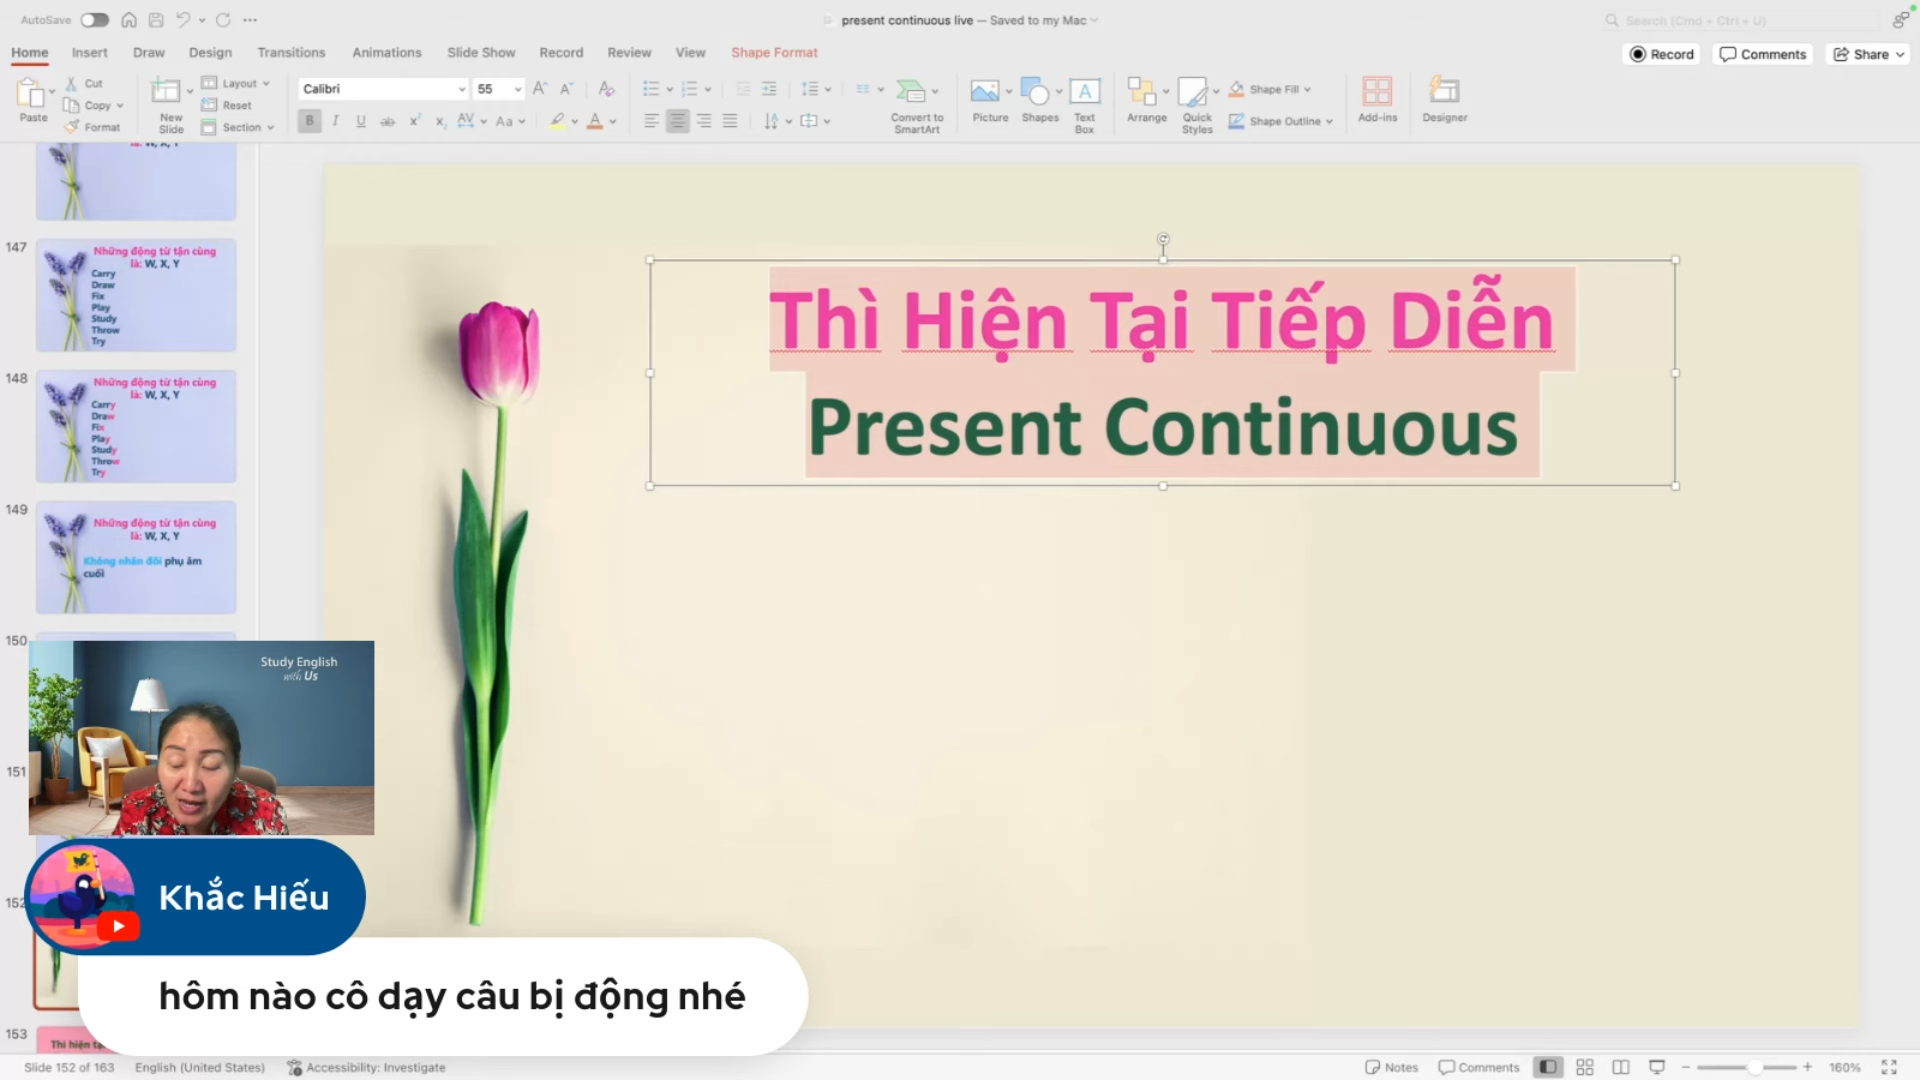 AutoSave
present continuous live — Saved to my Mac
Search (Cmd + Ctrl + U)
Home Insert Draw Design Transitions Animations Slide Show Record Review View Shape Format
Record Comments Share
Paste
Cut
Copy
Format
New Slide
Layout
Reset
Section
Calibri 55
Convert to SmartArt
Picture Shapes Text Box
Arrange Quick Styles
Shape Fill
Shape Outline
Add-ins
Designer
là: W, X, Y
147
Những động từ tận cùng
là: W, X, Y
Carry
Draw
Fix
Play
Study
Throw
Try
148
Những động từ tận cùng
là: W, X, Y
Carry
Draw
Fix
Play
Study
Throw
Try
149
Những động từ tận cùng
là: W, X, Y
Không nhân đôi phụ âm
cuối
150
151
152
153
Thì Hiện Tại Tiếp Diễn
Present Continuous
Study English
with Us
Khắc Hiếu
hôm nào cô dạy câu bị động nhé
Thì hiện
Slide 152 of 163 English (United States) Accessibility: Investigate
Notes Comments 160%